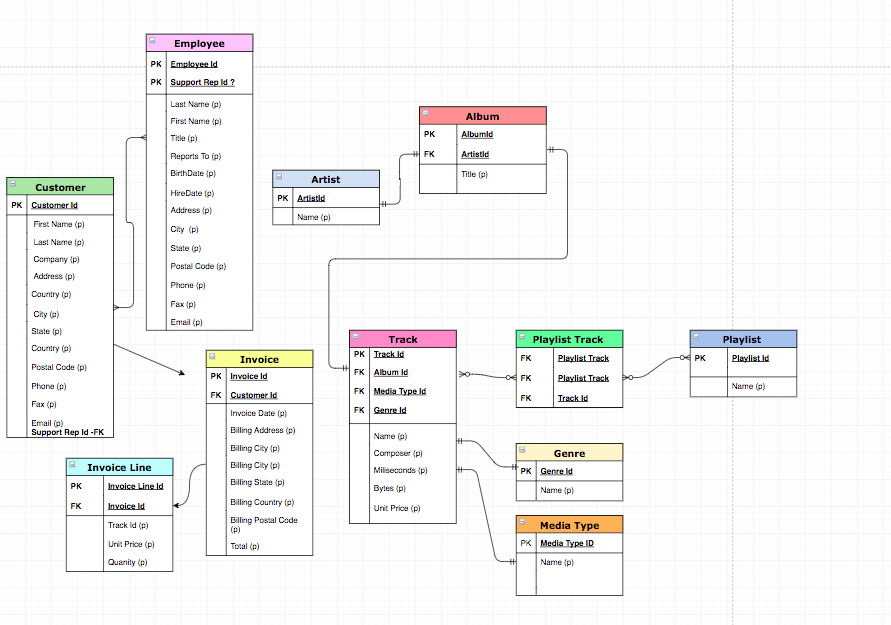 Employee
PK Employee Id
PK Support Rep Id ?
Last Name (p)
First Name (p)
Title (p)
Reports To (p)
BirthDate (p)
HireDate (p)
Address (p)
City (p)
State (p)
Postal Code (p)
Phone (p)
Fax (p)
Email (p)
Customer
PK Customer Id
First Name (p)
Last Name (p)
Company (p)
Address (p)
Country (p)
City (p)
State (p)
Country (p)
Postal Code (p)
Phone (p)
Fax (p)
Email (p)
Support Rep Id -FK
Artist
PK ArtistId
Name (p)
Album
PK AlbumId
FK ArtistId
Title (p)
Invoice
PK Invoice Id
FK Customer Id
Invoice Date (p)
Billing Address (p)
Billing City (p)
Billing City (p)
Billing State (p)
Billing Country (p)
Billing Postal Code
(p)
Total (p)
Invoice Line
PK Invoice Line Id
FK Invoice Id
Track Id (p)
Unit Price (p)
Quanity (p)
Track
PK Track Id
FK Album Id
FK Media Type Id
FK Genre Id
Name (p)
Composer (p)
Miliseconds (p)
Bytes (p)
Unit Price (p)
Playlist Track
FK Playlist Track
FK Playlist Track
FK Track Id
Playlist
PK Playlist Id
Name (p)
Genre
PK Genre Id
Name (p)
Media Type
PK Media Type ID
Name (p)